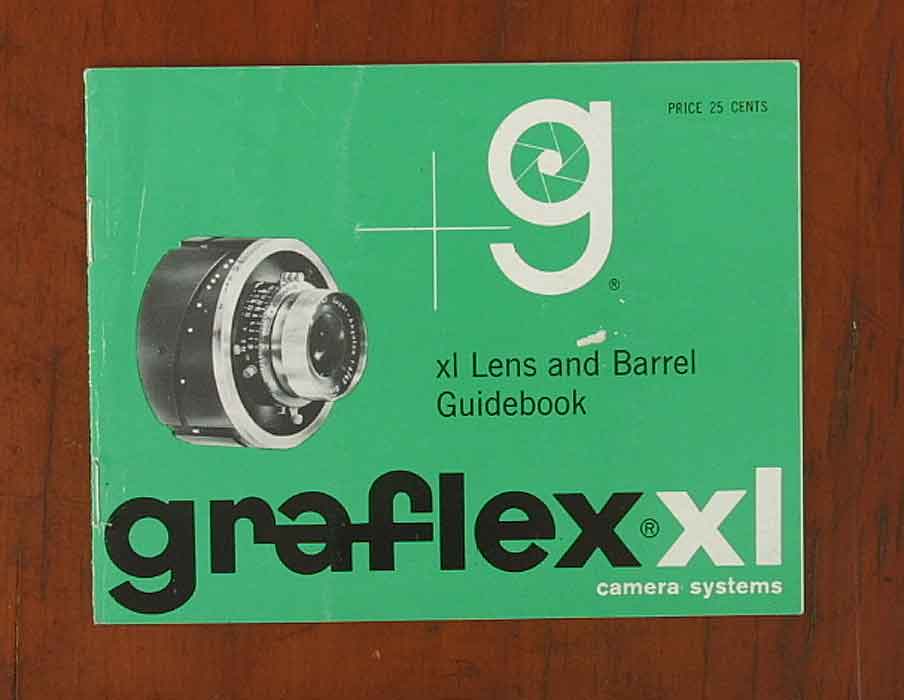 PRICE 25 CENTS
g®
xl Lens and Barrel
Guidebook
graflex®xl
camera systems